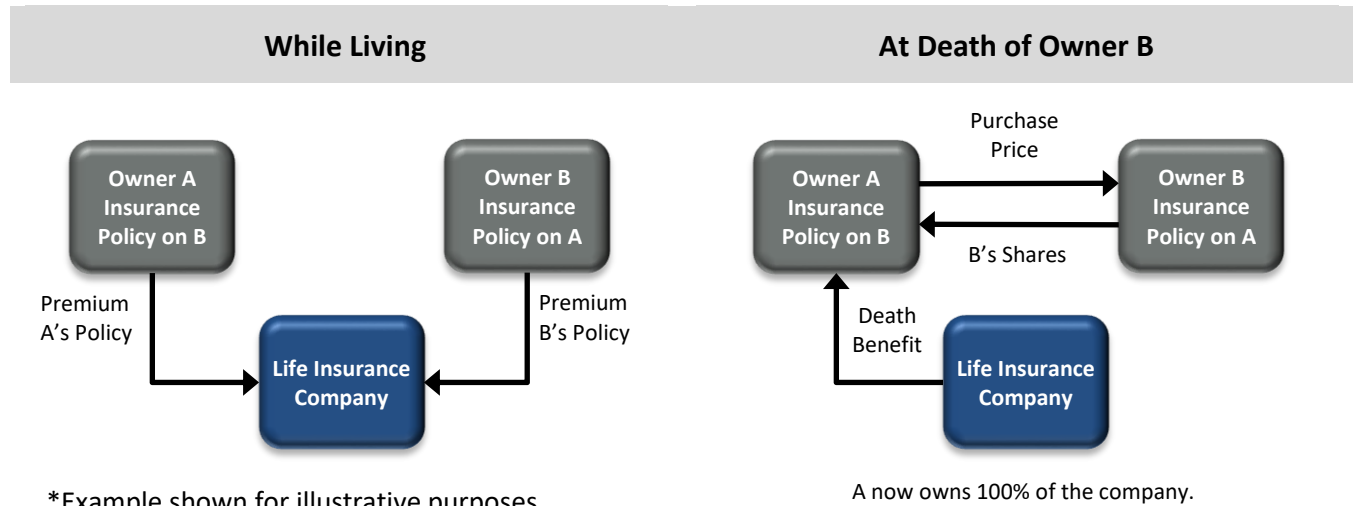 While Living
At Death of Owner B
Owner A
Insurance
Policy on B
Owner B
Insurance
Policy on A
Premium
A's Policy
Premium
B's Policy
Life Insurance
Company
*Example shown for illustrative purposes
Purchase
Price
Owner A
Insurance
Policy on B
Owner B
Insurance
Policy on A
B's Shares
Death
Benefit
Life Insurance
Company
A now owns 100% of the company.